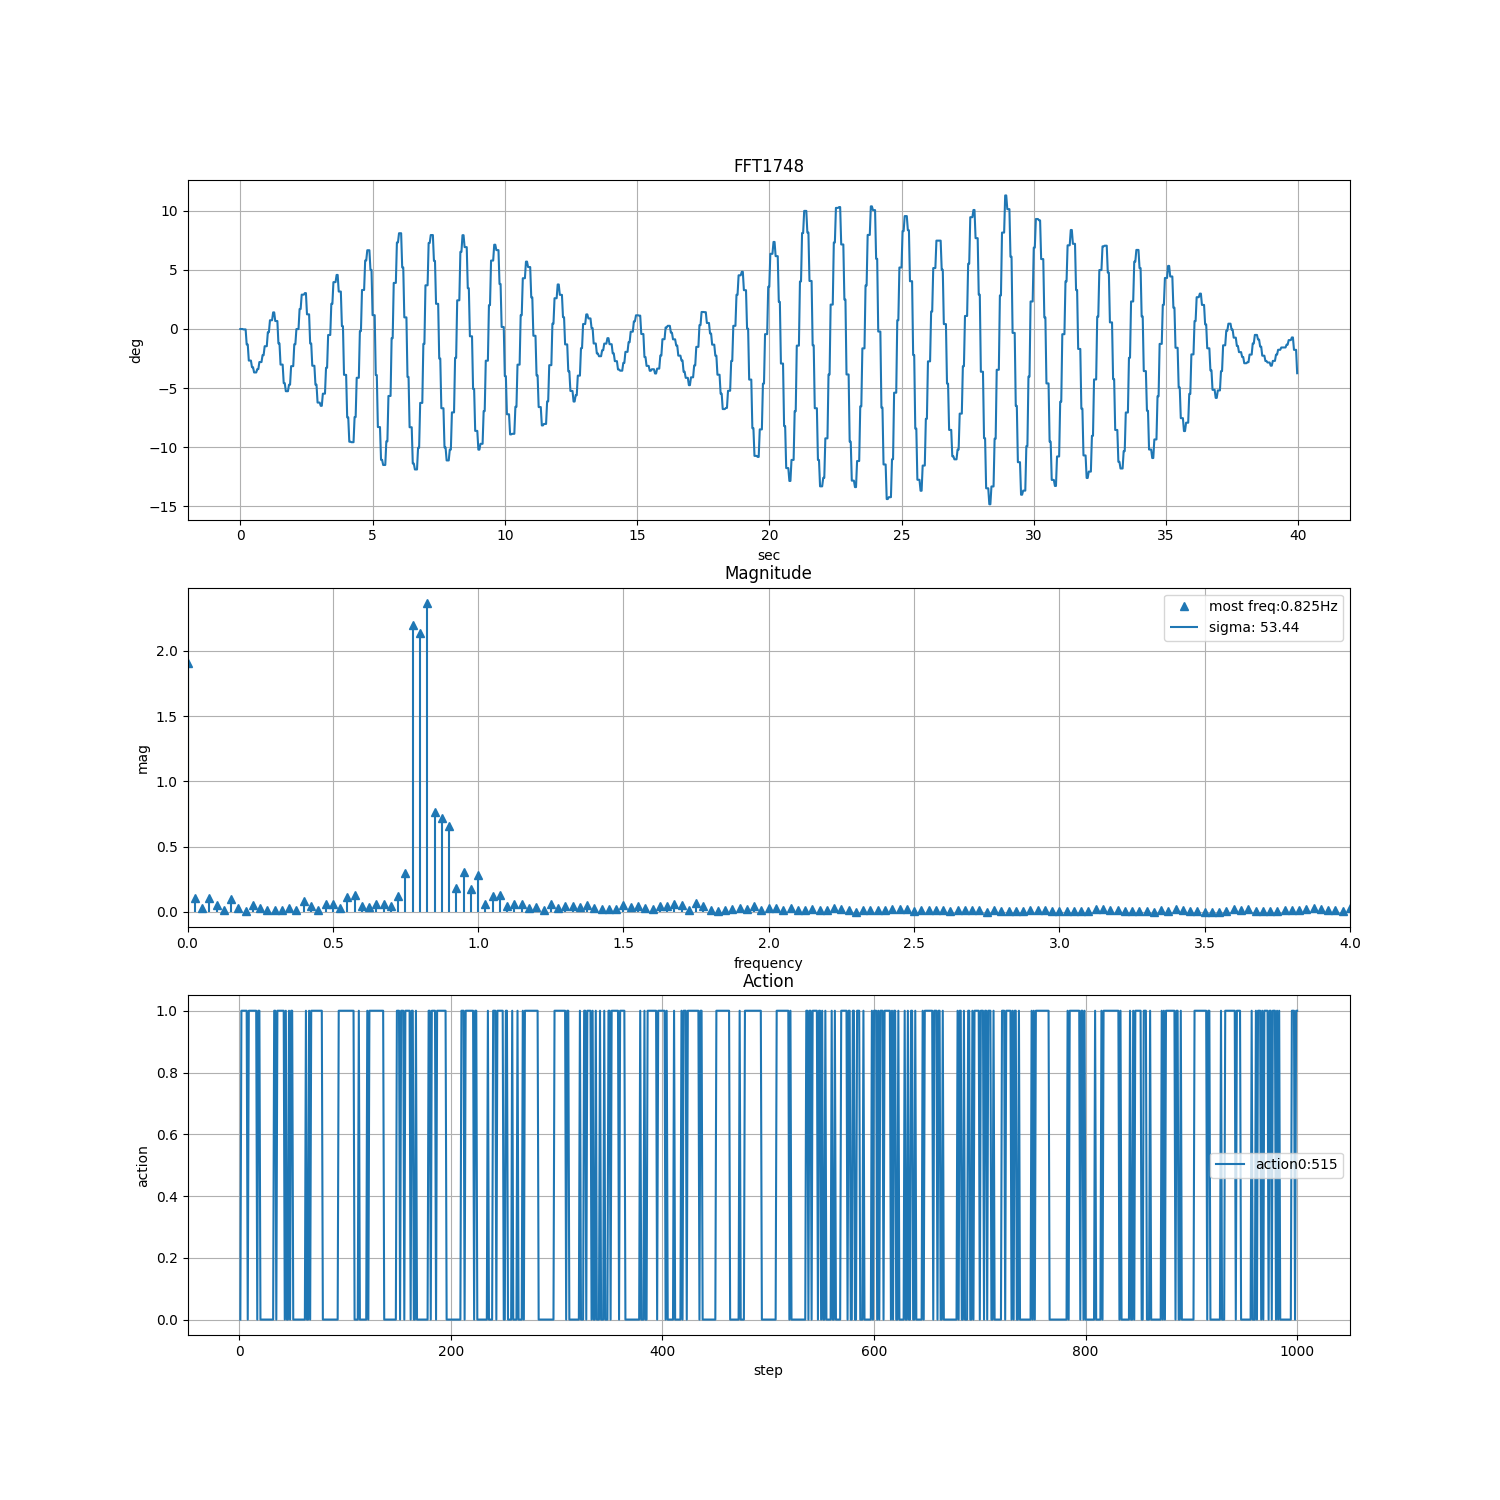 FFT1748
10
5
0
−5
−10
−15
deg
0 5 10 15 20 25 30 35 40
sec
Magnitude
most freq:0.825Hz
sigma: 53.44
2.0
1.5
1.0
0.5
0.0
mag
0.0 0.5 1.0 1.5 2.0 2.5 3.0 3.5 4.0
frequency
Action
1.0
0.8
0.6
0.4
0.2
0.0
action
action0:515
0 200 400 600 800 1000
step